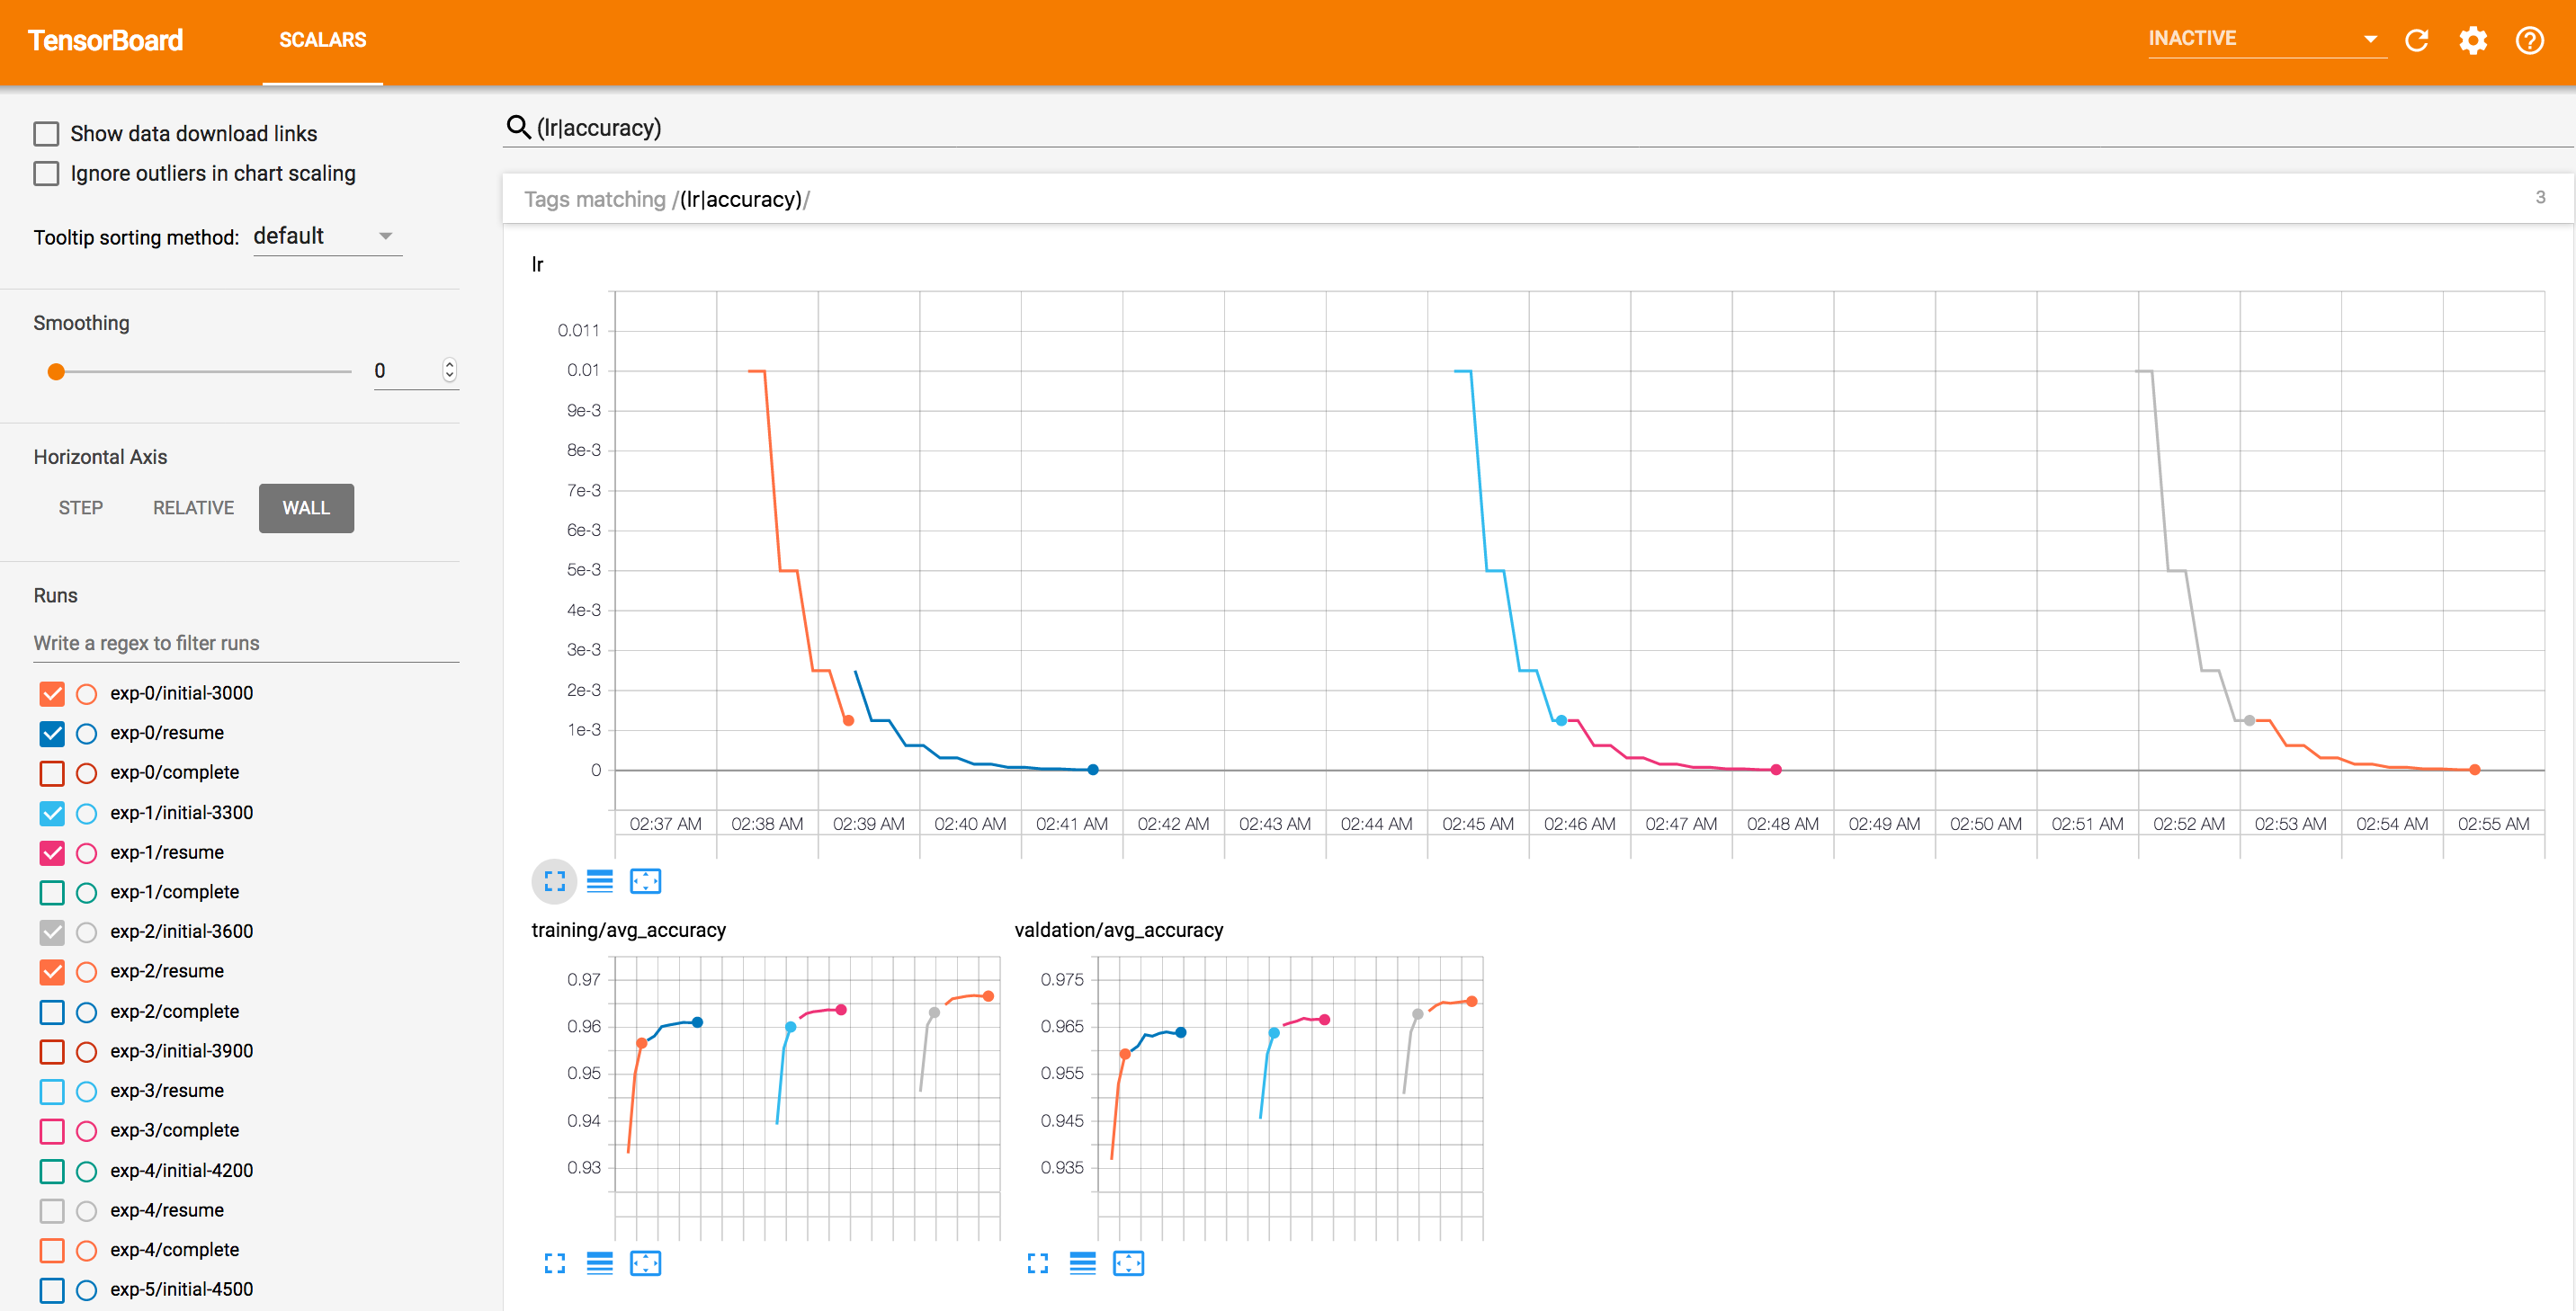 TensorBoard
SCALARS
INACTIVE
Show data download links
Ignore outliers in chart scaling
Tooltip sorting method: default
Smoothing
0
Horizontal Axis
STEP RELATIVE WALL
Runs
Write a regex to filter runs
exp-0/initial-3000
exp-0/resume
exp-0/complete
exp-1/initial-3300
exp-1/resume
exp-1/complete
exp-2/initial-3600
exp-2/resume
exp-2/complete
exp-3/initial-3900
exp-3/resume
exp-3/complete
exp-4/initial-4200
exp-4/resume
exp-4/complete
exp-5/initial-4500
(lr|accuracy)
Tags matching /(lr|accuracy)/ 3
lr
0.011
0.01
9e-3
8e-3
7e-3
6e-3
5e-3
4e-3
3e-3
2e-3
1e-3
0
02:37 AM 02:38 AM 02:39 AM 02:40 AM 02:41 AM 02:42 AM 02:43 AM 02:44 AM 02:45 AM 02:46 AM 02:47 AM 02:48 AM 02:49 AM 02:50 AM 02:51 AM 02:52 AM 02:53 AM 02:54 AM 02:55 AM
training/avg_accuracy
0.97
0.96
0.95
0.94
0.93
valdation/avg_accuracy
0.975
0.965
0.955
0.945
0.935